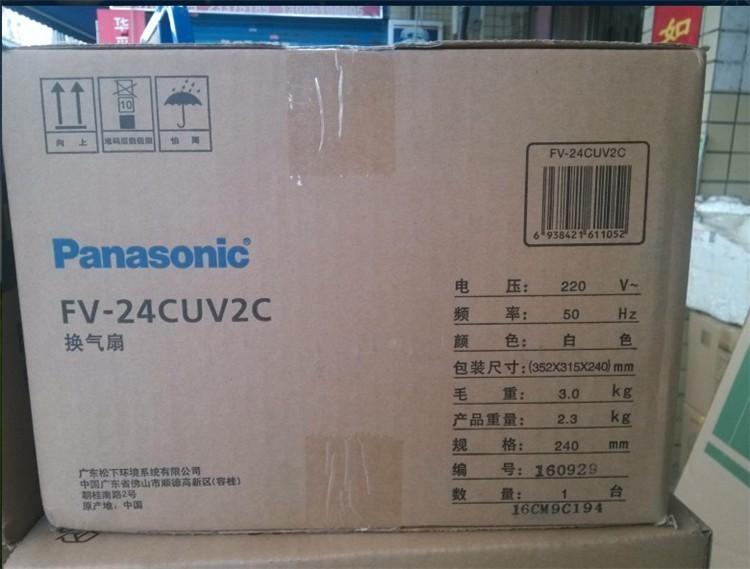 华
如
10
向上
堆码层数极限
怕雨
FV-24CUV2C
6 938421 611052
Panasonic®
FV-24CUV2C
换气扇
电压: 220 V~
频率: 50 Hz
颜色: 白色
包装尺寸:(352X315X240)mm
毛重: 3.0 kg
产品重量: 2.3 kg
规格: 240 mm
编号: 160929
数量: 1 台
16CM9C194
广东松下环境系统有限公司
中国广东省佛山市顺德高新区(容桂)
朝桂南路2号
原产地: 中国